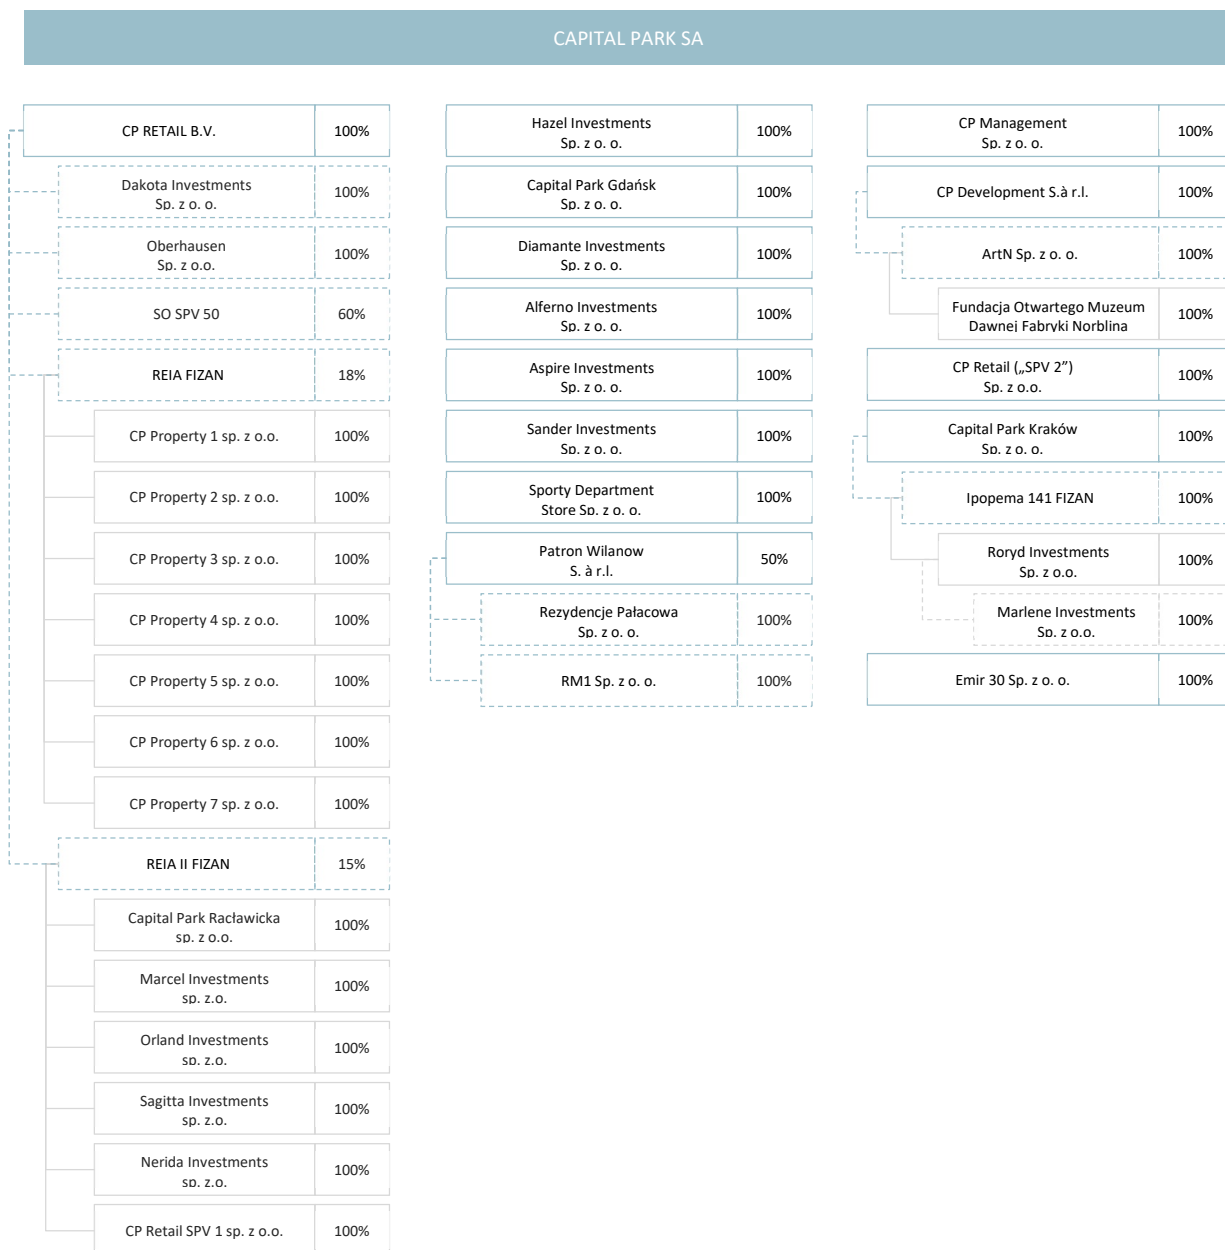 CAPITAL PARK SA
CP RETAIL B.V.
100%
Dakota Investments
Sp. z o. o.
100%
Oberhausen
Sp. z o.o.
100%
SO SPV 50
60%
REIA FIZAN
18%
CP Property 1 sp. z o.o.
100%
CP Property 2 sp. z o.o.
100%
CP Property 3 sp. z o.o.
100%
CP Property 4 sp. z o.o.
100%
CP Property 5 sp. z o.o.
100%
CP Property 6 sp. z o.o.
100%
CP Property 7 sp. z o.o.
100%
REIA II FIZAN
15%
Capital Park Racławicka
sp. z o.o.
100%
Marcel Investments
sp. z.o.
100%
Orland Investments
sp. z.o.
100%
Sagitta Investments
sp. z.o.
100%
Nerida Investments
sp. z.o.
100%
CP Retail SPV 1 sp. z o.o.
100%
Hazel Investments
Sp. z o. o.
100%
Capital Park Gdańsk
Sp. z o. o.
100%
Diamante Investments
Sp. z o. o.
100%
Alferno Investments
Sp. z o. o.
100%
Aspire Investments
Sp. z o. o.
100%
Sander Investments
Sp. z o. o.
100%
Sporty Department
Store Sp. z o. o.
100%
Patron Wilanow
S. à r.l.
50%
Rezydencje Pałacowa
Sp. z o. o.
100%
RM1 Sp. z o. o.
100%
CP Management
Sp. z o. o.
100%
CP Development S.à r.l.
100%
ArtN Sp. z o. o.
100%
Fundacja Otwartego Muzeum
Dawnej Fabryki Norblina
100%
CP Retail („SPV 2”)
Sp. z o.o.
100%
Capital Park Kraków
Sp. z o. o.
100%
Ipopema 141 FIZAN
100%
Roryd Investments
Sp. z o.o.
100%
Marlene Investments
Sp. z o.o.
100%
Emir 30 Sp. z o. o.
100%